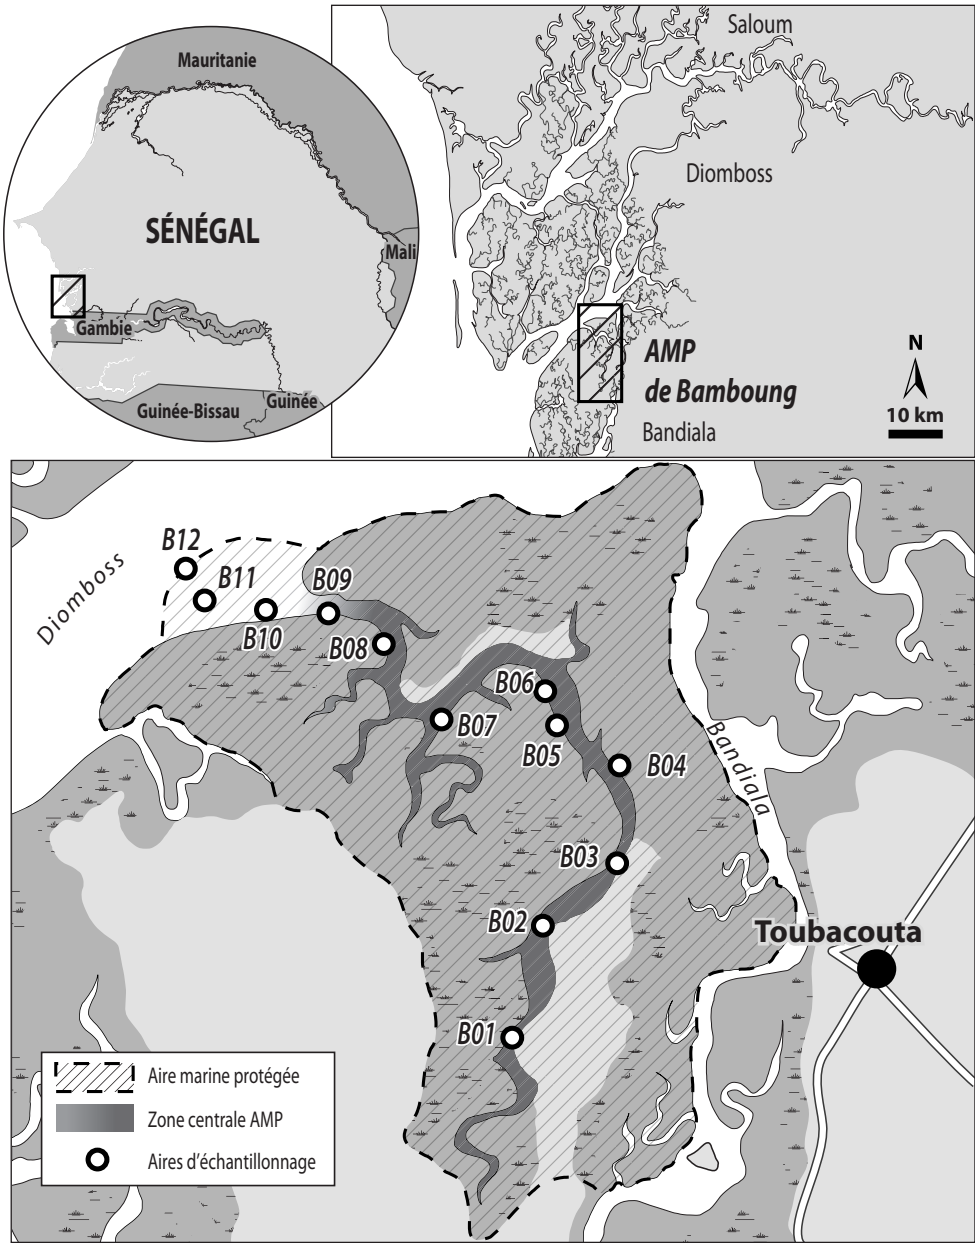 Mauritanie
SÉNÉGAL
Mali
Gambie
Guinée-Bissau
Guinée
Saloum
Diomboss
AMP
de Bamboung
Bandiala
N
10 km
Diomboss
B12
B11
B10
B09
B08
B07
B06
B05
B04
B03
B02
B01
Bandiala
Toubacouta
Aire marine protégée
Zone centrale AMP
Aires d'échantillonnage